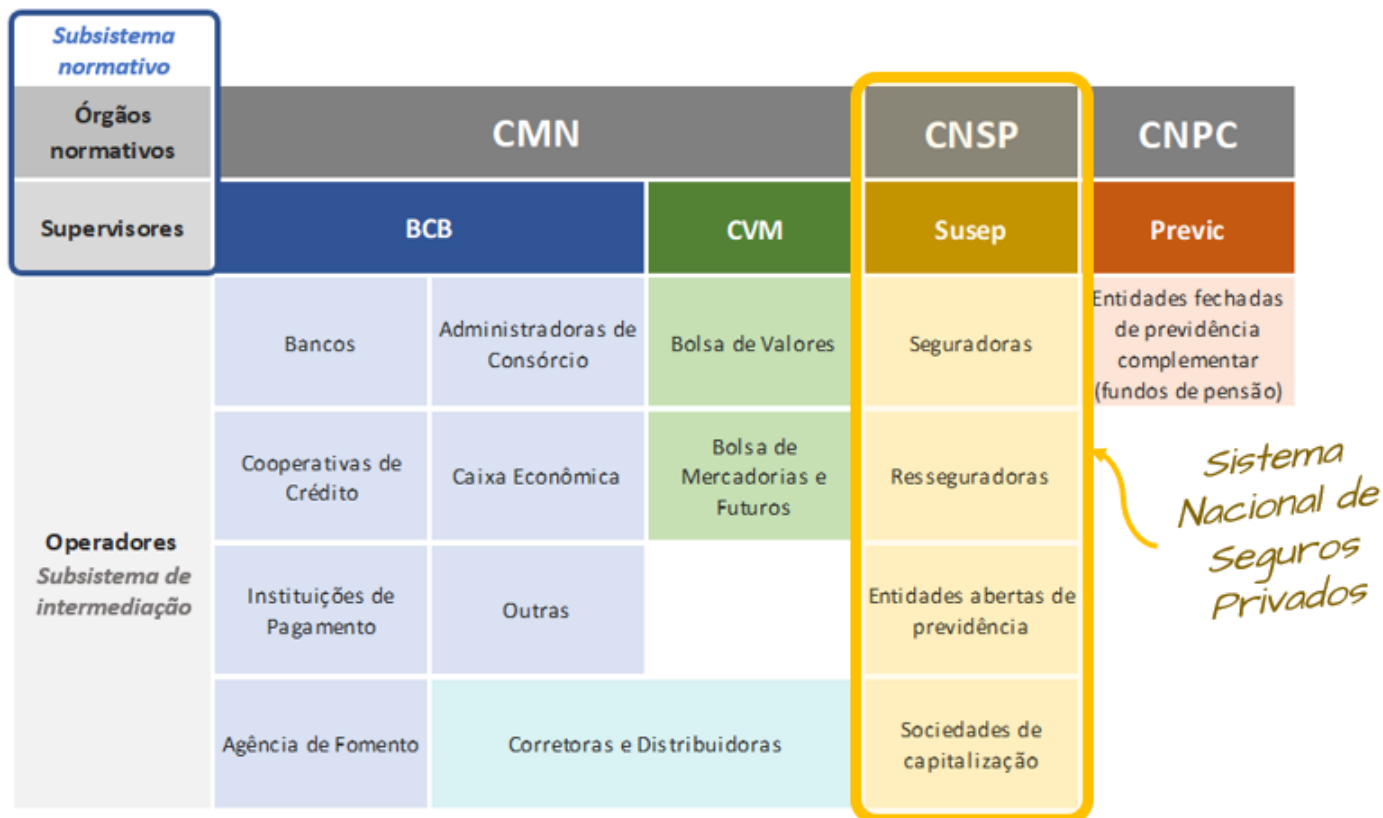 Subsistema
normativo
Órgãos
normativos
CMN
CNSP
CNPC
Supervisores
BCB
CVM
Susep
Previc
Operadores
Subsistema de
intermediação
Bancos
Administradoras de
Consórcio
Bolsa de Valores
Seguradoras
Entidades fechadas
de previdência
complementar
(fundos de pensão)
Cooperativas de
Crédito
Caixa Econômica
Bolsa de
Mercadorias e
Futuros
Resseguradoras
Instituições de
Pagamento
Outras
Entidades abertas de
previdência
Agência de Fomento
Corretoras e Distribuidoras
Sociedades de
capitalização
Sistema
Nacional de
Seguros
Privados